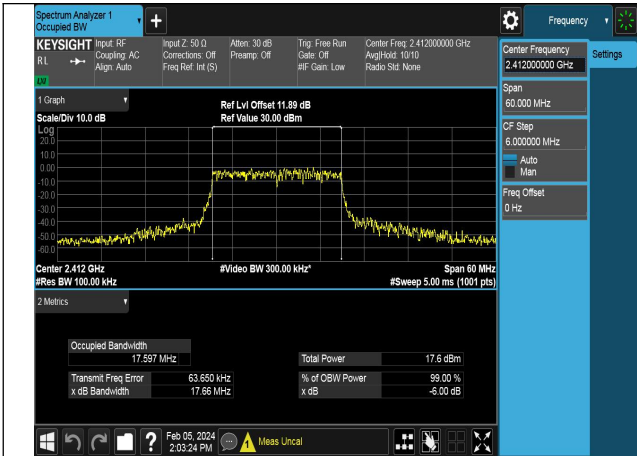 Spectrum Analyzer 1
Occupied BW
Frequency
KEYSIGHT
RL
LXI
Input: RF
Coupling: AC
Align: Auto
Input Z: 50 Ω
Corrections: Off
Freq Ref: Int (S)
Atten: 30 dB
Preamp: Off
Trig: Free Run
Gate: Off
#IF Gain: Low
Center Freq: 2.412000000 GHz
Avg|Hold: 10/10
Radio Std: None
Center Frequency
2.412000000 GHz
Settings
Span
60.000 MHz
CF Step
6.000000 MHz
Auto
Man
Freq Offset
0 Hz
1 Graph
Scale/Div 10.0 dB
Ref Lvl Offset 11.89 dB
Ref Value 30.00 dBm
Log
20.0
10.0
0.00
-10.0
-20.0
-30.0
-40.0
-50.0
-60.0
Center 2.412 GHz
#Video BW 300.00 kHz*
Span 60 MHz
#Res BW 100.00 kHz
#Sweep 5.00 ms (1001 pts)
2 Metrics
Occupied Bandwidth
17.597 MHz
Total Power 17.6 dBm
Transmit Freq Error 63.650 kHz
% of OBW Power 99.00 %
x dB Bandwidth 17.66 MHz
x dB -6.00 dB
Feb 05, 2024
2:03:24 PM
Meas Uncal